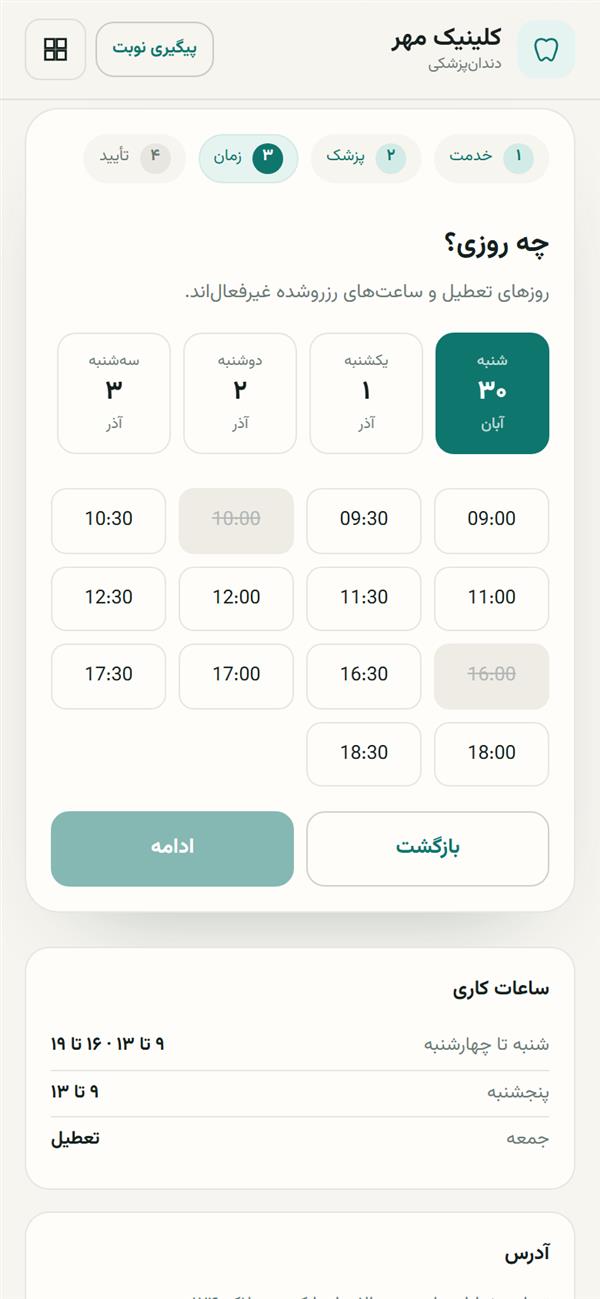 کلینیک مهر
دندان‌پزشکی
پیگیری نوبت
۱ خدمت
۲ پزشک
۳ زمان
۴ تأیید
چه روزی؟
روزهای تعطیل و ساعت‌های رزروشده غیرفعال‌اند.
شنبه
۳۰
آبان
یکشنبه
۱
آذر
دوشنبه
۲
آذر
سه‌شنبه
۳
آذر
09:00 09:30 10:00 10:30
11:00 11:30 12:00 12:30
16:00 16:30 17:00 17:30
18:00 18:30
بازگشت
ادامه
ساعات کاری
شنبه تا چهارشنبه ۹ تا ۱۳ · ۱۶ تا ۱۹
پنجشنبه ۹ تا ۱۳
جمعه تعطیل
آدرس